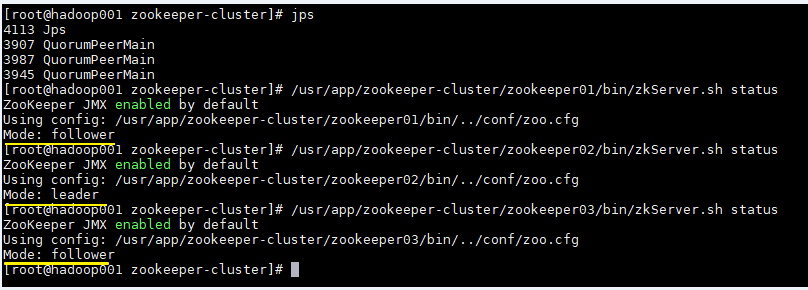 [root@hadoop001 zookeeper-cluster]# jps
4113 Jps
3907 QuorumPeerMain
3987 QuorumPeerMain
3945 QuorumPeerMain
[root@hadoop001 zookeeper-cluster]# /usr/app/zookeeper-cluster/zookeeper01/bin/zkServer.sh status
ZooKeeper JMX enabled by default
Using config: /usr/app/zookeeper-cluster/zookeeper01/bin/../conf/zoo.cfg
Mode: follower
[root@hadoop001 zookeeper-cluster]# /usr/app/zookeeper-cluster/zookeeper02/bin/zkServer.sh status
ZooKeeper JMX enabled by default
Using config: /usr/app/zookeeper-cluster/zookeeper02/bin/../conf/zoo.cfg
Mode: leader
[root@hadoop001 zookeeper-cluster]# /usr/app/zookeeper-cluster/zookeeper03/bin/zkServer.sh status
ZooKeeper JMX enabled by default
Using config: /usr/app/zookeeper-cluster/zookeeper03/bin/../conf/zoo.cfg
Mode: follower
[root@hadoop001 zookeeper-cluster]#